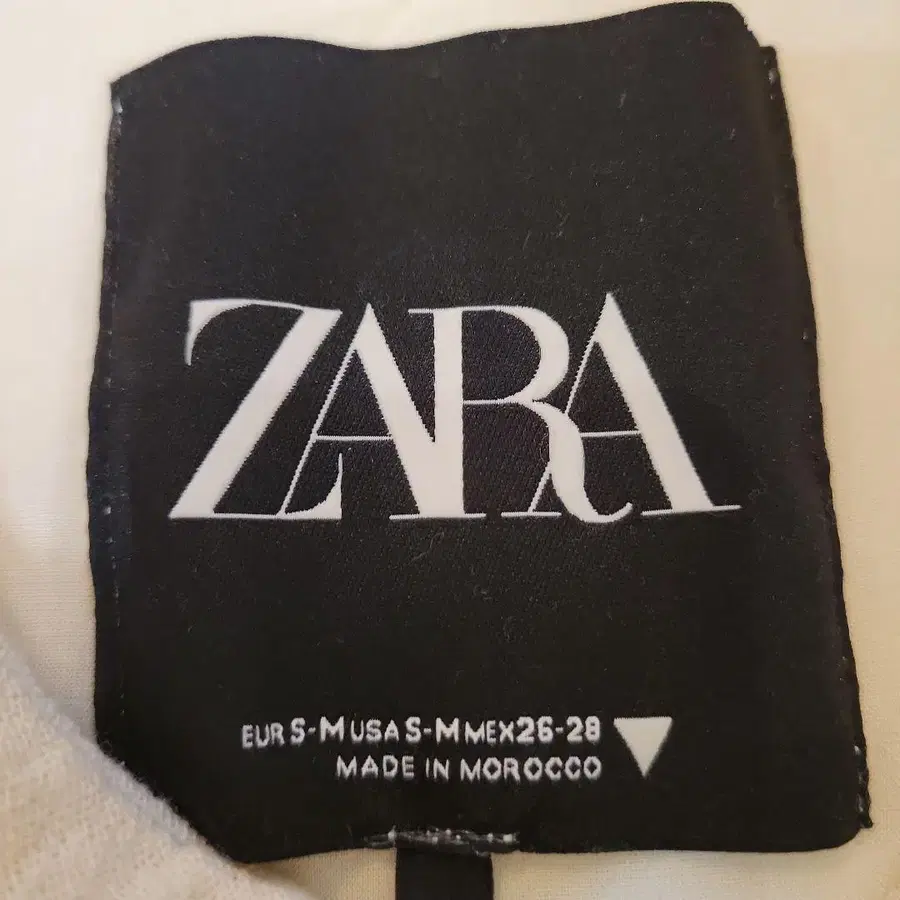 ZARA
EUR S-M USA S-M MEX 26-28
MADE IN MOROCCO